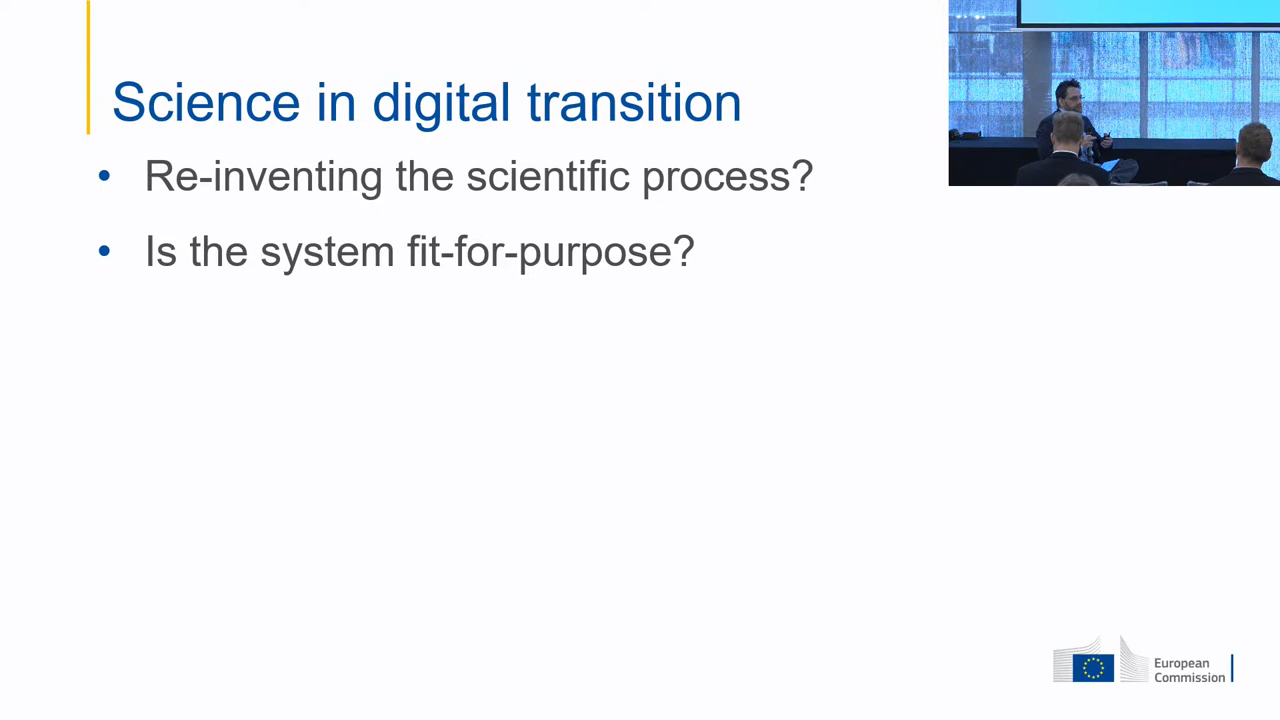 Science in digital transition
• Re-inventing the scientific process?
• Is the system fit-for-purpose?
European
Commission